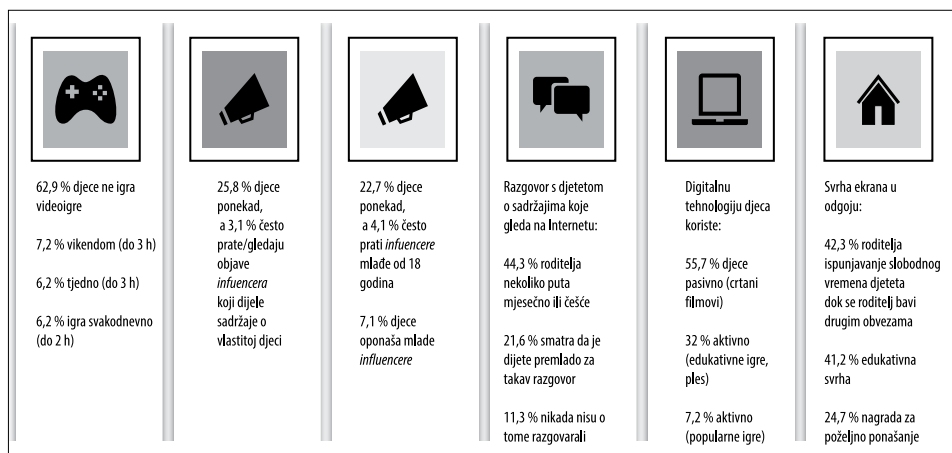 62,9 % djece ne igra
videoigre
7,2 % vikendom (do 3 h)
6,2 % tjedno (do 3 h)
6,2 % igra svakodnevno
(do 2 h)
25,8 % djece
ponekad,
a 3,1 % često
prate/gledaju
objave
infuencera
koji dijele
sadržaje o
vlastitoj djeci
22,7 % djece
ponekad,
a 4,1 % često
prati infuencere
mlađe od 18
godina
7,1 % djece
oponaša mlade
influencere
Razgovor s djetetom
o sadržajima koje
gleda na Internetu:
44,3 % roditelja
nekoliko puta
mjesečno ili češće
21,6 % smatra da je
dijete premlado za
takav razgovor
11,3 % nikada nisu o
tome razgovarali
Digitalnu
tehnologiju djeca
koriste:
55,7 % djece
pasivno (crtani
filmovi)
32 % aktivno
(edukativne igre,
ples)
7,2 % aktivno
(popularne igre)
Svrha ekrana u
odgoju:
42,3 % roditelja
ispunjavanje slobodnog
vremena djeteta
dok se roditelj bavi
drugim obvezama
41,2 % edukativna
svrha
24,7 % nagrada za
poželjno ponašanje